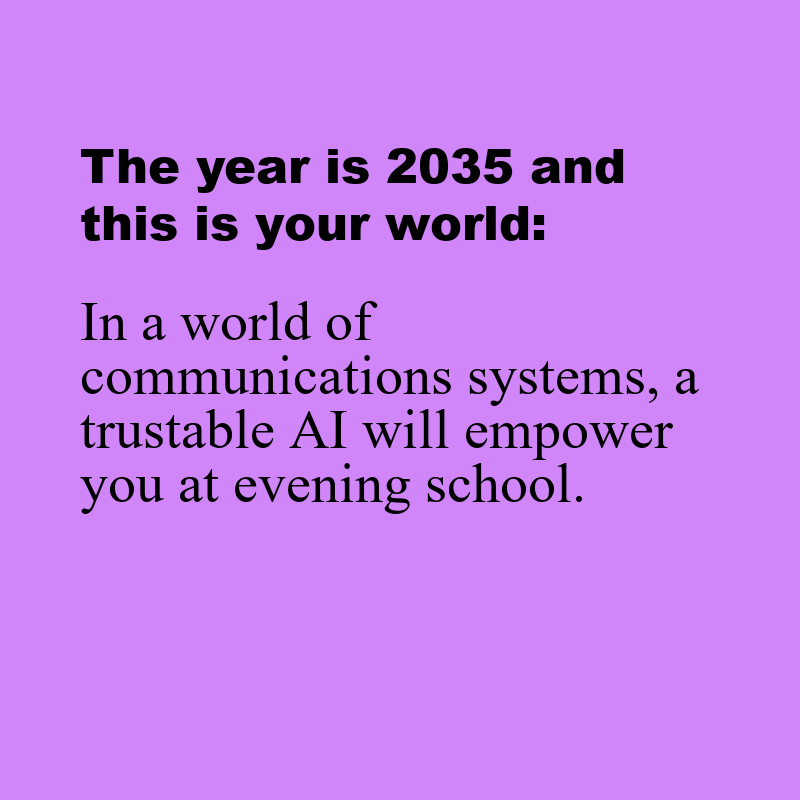 The year is 2035 and
this is your world:
In a world of
communications systems, a
trustable AI will empower
you at evening school.